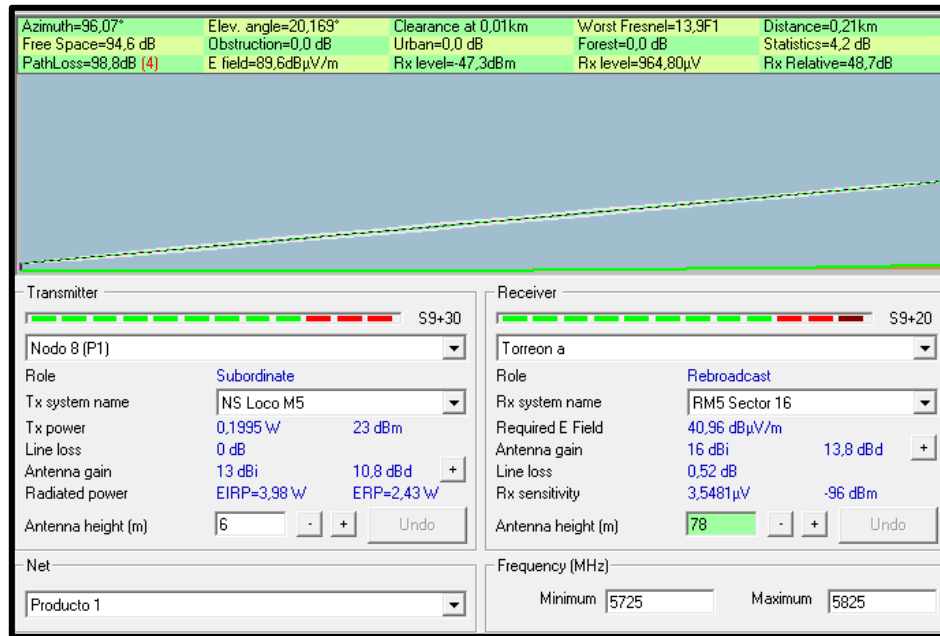 Azimuth=96,07° Elev. angle=20,169° Clearance at 0,01km Worst Fresnel=13,9F1 Distance=0,21km
Free Space=94,6 dB Obstruction=0,0 dB Urban=0,0 dB Forest=0,0 dB Statistics=4,2 dB
PathLoss=98,8dB (4) E field=89,6dBµV/m Rx level=-47,3dBm Rx level=964,80µV Rx Relative=48,7dB
Transmitter
S9+30
Nodo 8 (P1)
Role Subordinate
Tx system name NS Loco M5
Tx power 0,1995 W 23 dBm
Line loss 0 dB
Antenna gain 13 dBi 10,8 dBd +
Radiated power EIRP=3,98 W ERP=2,43 W
Antenna height (m) 6 - + Undo
Receiver
S9+20
Torreon a
Role Rebroadcast
Rx system name RM5 Sector 16
Required E Field 40,96 dBµV/m
Antenna gain 16 dBi 13,8 dBd +
Line loss 0,52 dB
Rx sensitivity 3,5481µV -96 dBm
Antenna height (m) 78 - + Undo
Net
Producto 1
Frequency (MHz)
Minimum 5725 Maximum 5825